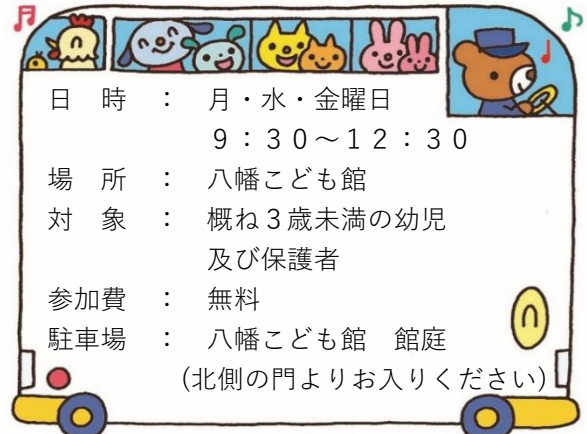 日　時　：　月・水・金曜日
９：３０～１２：３０
場　所　：　八幡こども館
対　象　：　概ね３歳未満の幼児
及び保護者
参加費　：　無料
駐車場　：　八幡こども館　館庭
(北側の門よりお入りください)